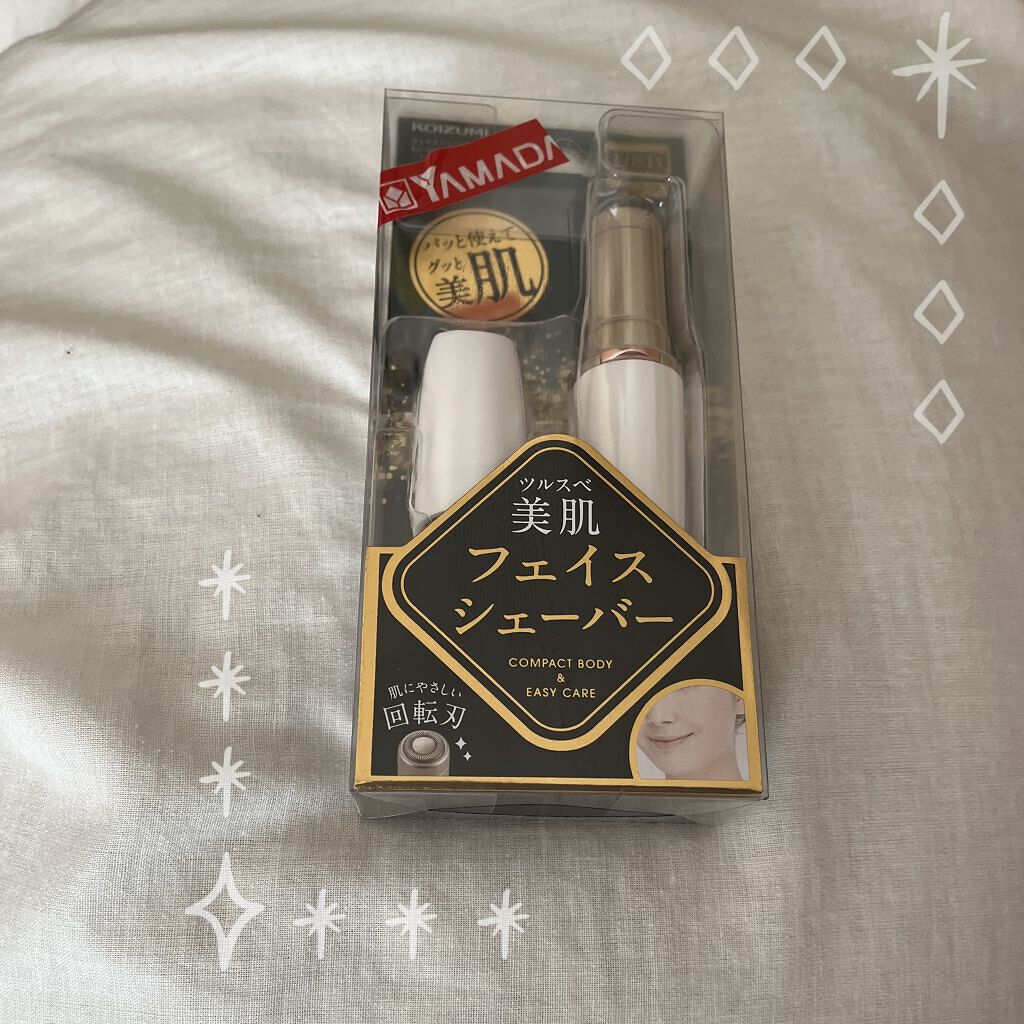 KOIZUMI
YAMADA
USB
パッと使えて
グッと
美肌
ツルスベ
美肌
フェイス
シェーバー
COMPACT BODY
&
EASY CARE
肌にやさしい
回転刃